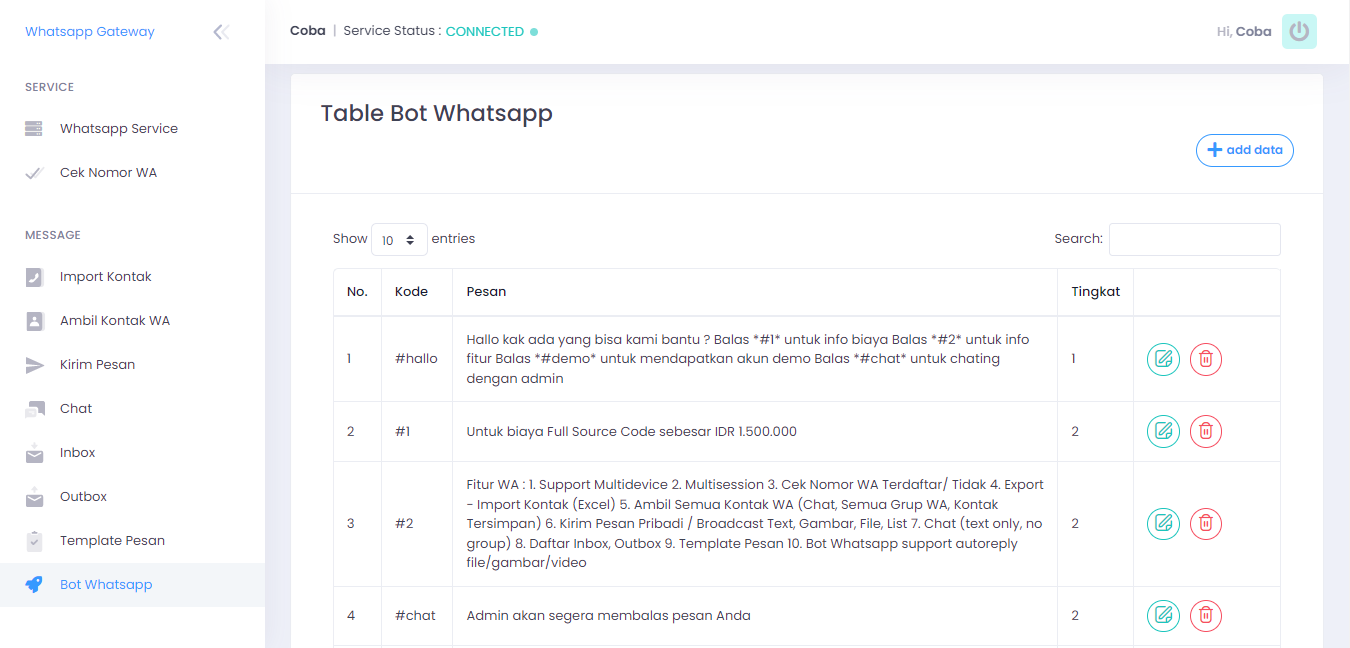 Whatsapp Gateway
Coba | Service Status : CONNECTED
Hi, Coba
SERVICE
Whatsapp Service
Cek Nomor WA
MESSAGE
Import Kontak
Ambil Kontak WA
Kirim Pesan
Chat
Inbox
Outbox
Template Pesan
Bot Whatsapp
Table Bot Whatsapp
add data
Show 10 entries
Search:
No. Kode Pesan Tingkat
1 #hallo Hallo kak ada yang bisa kami bantu ? Balas *#1* untuk info biaya Balas *#2* untuk info
fitur Balas *#demo* untuk mendapatkan akun demo Balas *#chat* untuk chating
dengan admin
1
2 #1 Untuk biaya Full Source Code sebesar IDR 1.500.000 2
3 #2 Fitur WA : 1. Support Multidevice 2. Multisession 3. Cek Nomor WA Terdaftar/ Tidak 4. Export
- Import Kontak (Excel) 5. Ambil Semua Kontak WA (Chat, Semua Grup WA, Kontak
Tersimpan) 6. Kirim Pesan Pribadi / Broadcast Text, Gambar, File, List 7. Chat (text only, no
group) 8. Daftar Inbox, Outbox 9. Template Pesan 10. Bot Whatsapp support autoreply
file/gambar/video
2
4 #chat Admin akan segera membalas pesan Anda 2